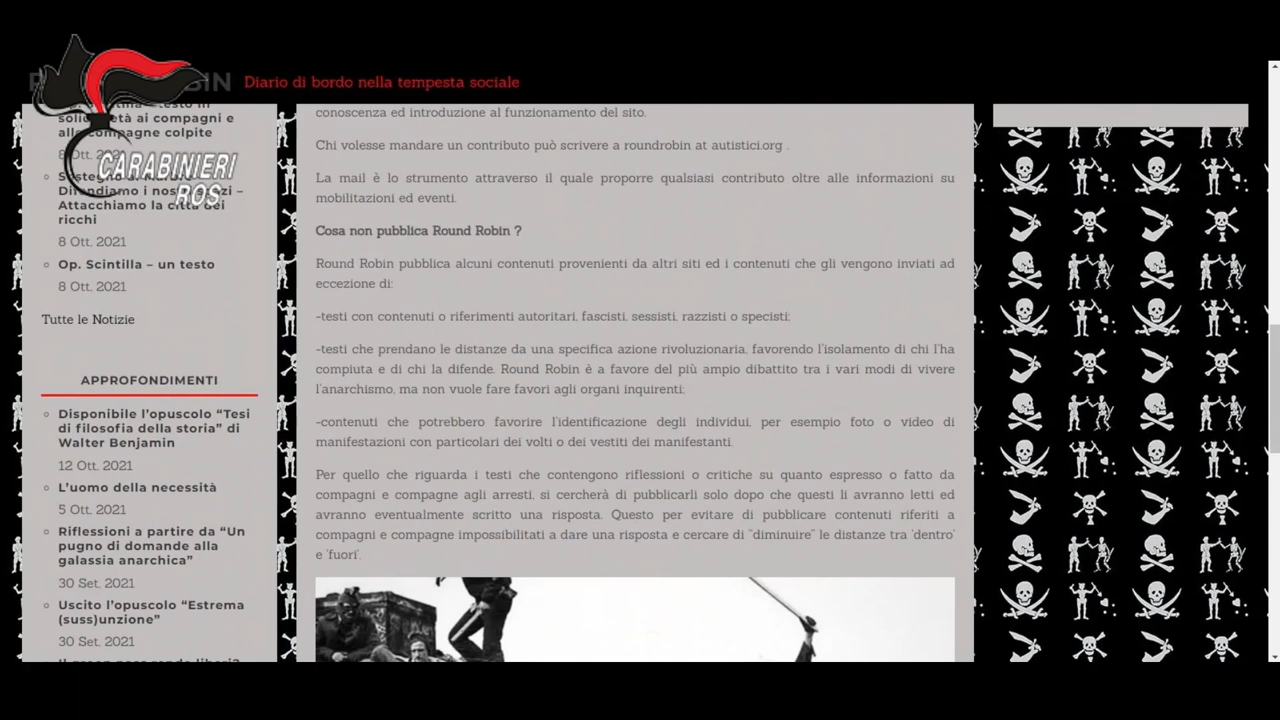 BIN Diario di bordo nella tempesta sociale
CARABINIERI
ROS
testo in
ai compagni e
compagne colpite
Ott. 2021
Attacchiamo la città dei
ricchi
8 Ott. 2021
Op. Scintilla – un testo
8 Ott. 2021
Tutte le Notizie
APPROFONDIMENTI
Disponibile l’opuscolo “Tesi
di filosofia della storia” di
Walter Benjamin
12 Ott. 2021
L’uomo della necessità
5 Ott. 2021
Riflessioni a partire da “Un
pugno di domande alla
galassia anarchica”
30 Set. 2021
Uscito l’opuscolo “Estrema
(suss)unzione”
30 Set. 2021
conoscenza ed introduzione al funzionamento del sito.
Chi volesse mandare un contributo può scrivere a roundrobin at autistici.org .
La mail è lo strumento attraverso il quale proporre qualsiasi contributo oltre alle informazioni su
mobilitazioni ed eventi.
Cosa non pubblica Round Robin ?
Round Robin pubblica alcuni contenuti provenienti da altri siti ed i contenuti che gli vengono inviati ad
eccezione di:
-testi con contenuti o riferimenti autoritari, fascisti, sessisti, razzisti o specisti;
-testi che prendano le distanze da una specifica azione rivoluzionaria, favorendo l’isolamento di chi l’ha
compiuta e di chi la difende. Round Robin è a favore del più ampio dibattito tra i vari modi di vivere
l’anarchismo, ma non vuole fare favori agli organi inquirenti;
-contenuti che potrebbero favorire l’identificazione degli individui, per esempio foto o video di
manifestazioni con particolari dei volti o dei vestiti dei manifestanti.
Per quello che riguarda i testi che contengono riflessioni o critiche su quanto espresso o fatto da
compagni e compagne agli arresti, si cercherà di pubblicarli solo dopo che questi li avranno letti ed
avranno eventualmente scritto una risposta. Questo per evitare di pubblicare contenuti riferiti a
compagni e compagne impossibilitati a dare una risposta e cercare di “diminuire” le distanze tra ‘dentro’
e ‘fuori’.